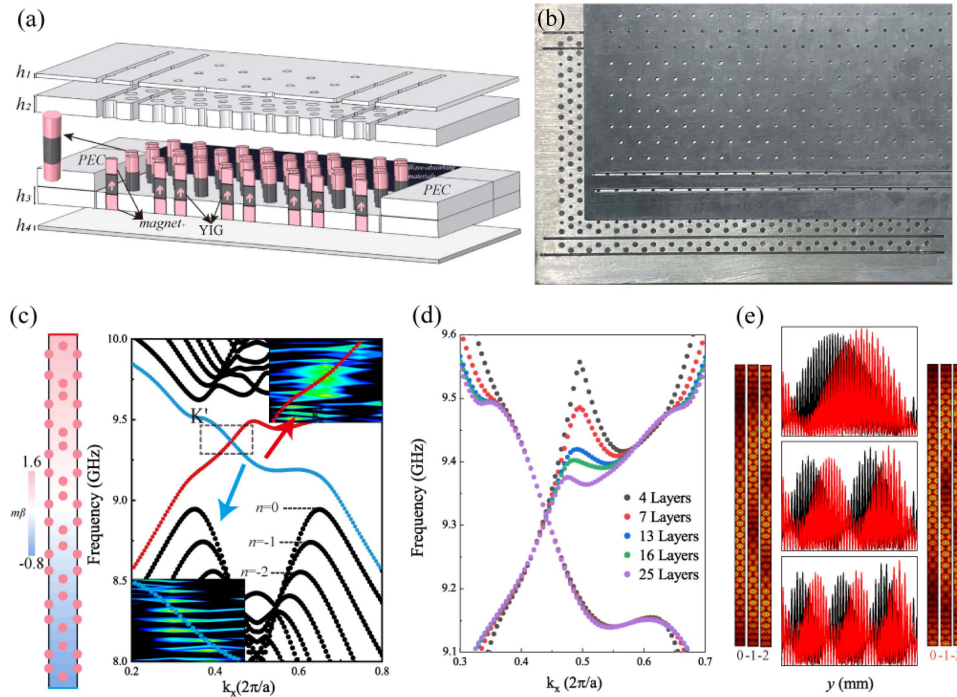 (a)
h1
h2
h3
h4
PEC
Wave-absorbing
materials
PEC
magnet
YIG
(b)
(c)
1.6
mβ
-0.8
Frequency (GHz)
10.0
9.5
9.0
8.5
8.0
K'
n=0
n=-1
n=-2
0.2 0.4 0.6 0.8
kx(2π/a)
(d)
Frequency (GHz)
9.6
9.5
9.4
9.3
9.2
9.1
4 Layers
7 Layers
13 Layers
16 Layers
25 Layers
0.3 0.4 0.5 0.6 0.7
kx (2π/a)
(e)
0 -1 -2
y (mm)